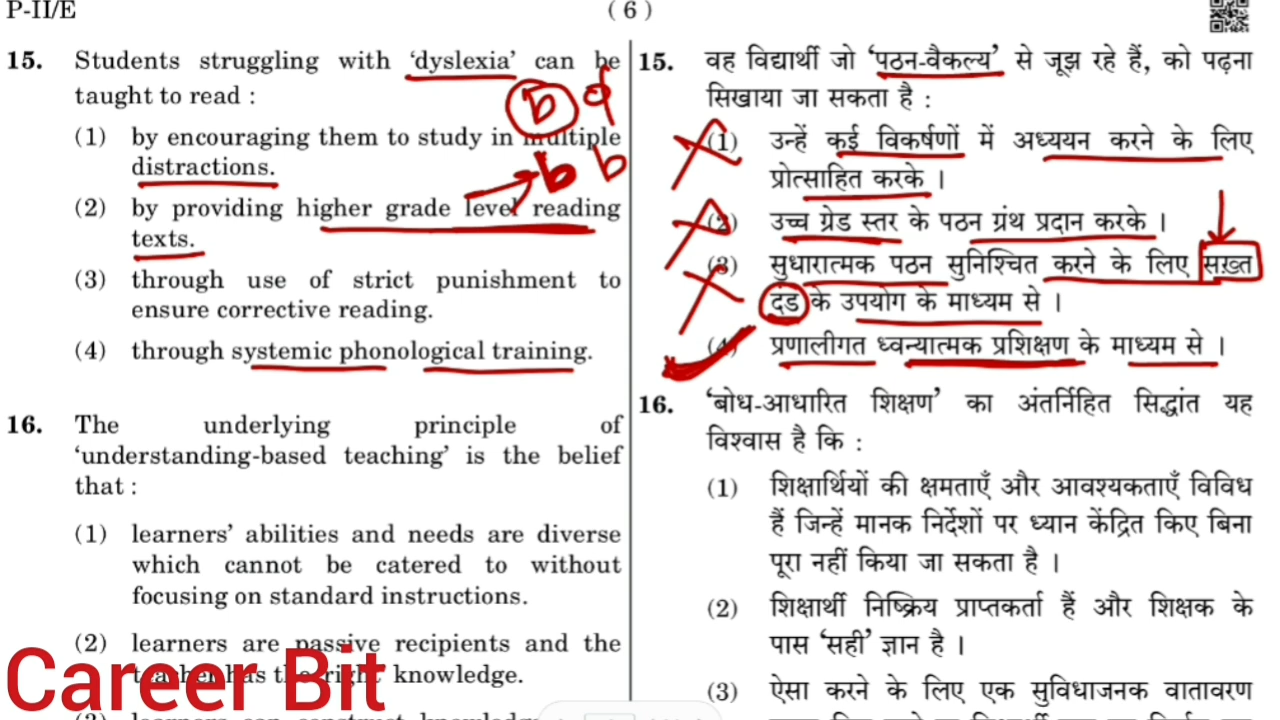 P-II/E
( 6 )
15. Students struggling with ‘dyslexia’ can be
taught to read :
(1) by encouraging them to study in multiple
distractions.
(2) by providing higher grade level reading
texts.
(3) through use of strict punishment to
ensure corrective reading.
(4) through systemic phonological training.
16. The underlying principle of
‘understanding-based teaching’ is the belief
that :
(1) learners’ abilities and needs are diverse
which cannot be catered to without
focusing on standard instructions.
(2) learners are passive recipients and the
teacher has the right knowledge.
b d
b b
15. वह विद्यार्थी जो ‘पठन-वैकल्य’ से जूझ रहे हैं, को पढ़ना
सिखाया जा सकता है :
(1) उन्हें कई विकर्षणों में अध्ययन करने के लिए
प्रोत्साहित करके ।
(2) उच्च ग्रेड स्तर के पठन ग्रंथ प्रदान करके ।
(3) सुधारात्मक पठन सुनिश्चित करने के लिए सख़्त
दंड के उपयोग के माध्यम से ।
(4) प्रणालीगत ध्वन्यात्मक प्रशिक्षण के माध्यम से ।
16. ‘बोध-आधारित शिक्षण’ का अंतर्निहित सिद्धांत यह
विश्वास है कि :
(1) शिक्षार्थियों की क्षमताएँ और आवश्यकताएँ विविध
हैं जिन्हें मानक निर्देशों पर ध्यान केंद्रित किए बिना
पूरा नहीं किया जा सकता है ।
(2) शिक्षार्थी निष्क्रिय प्राप्तकर्ता हैं और शिक्षक के
पास ‘सही’ ज्ञान है ।
(3) ऐसा करने के लिए एक सुविधाजनक वातावरण
Career Bit